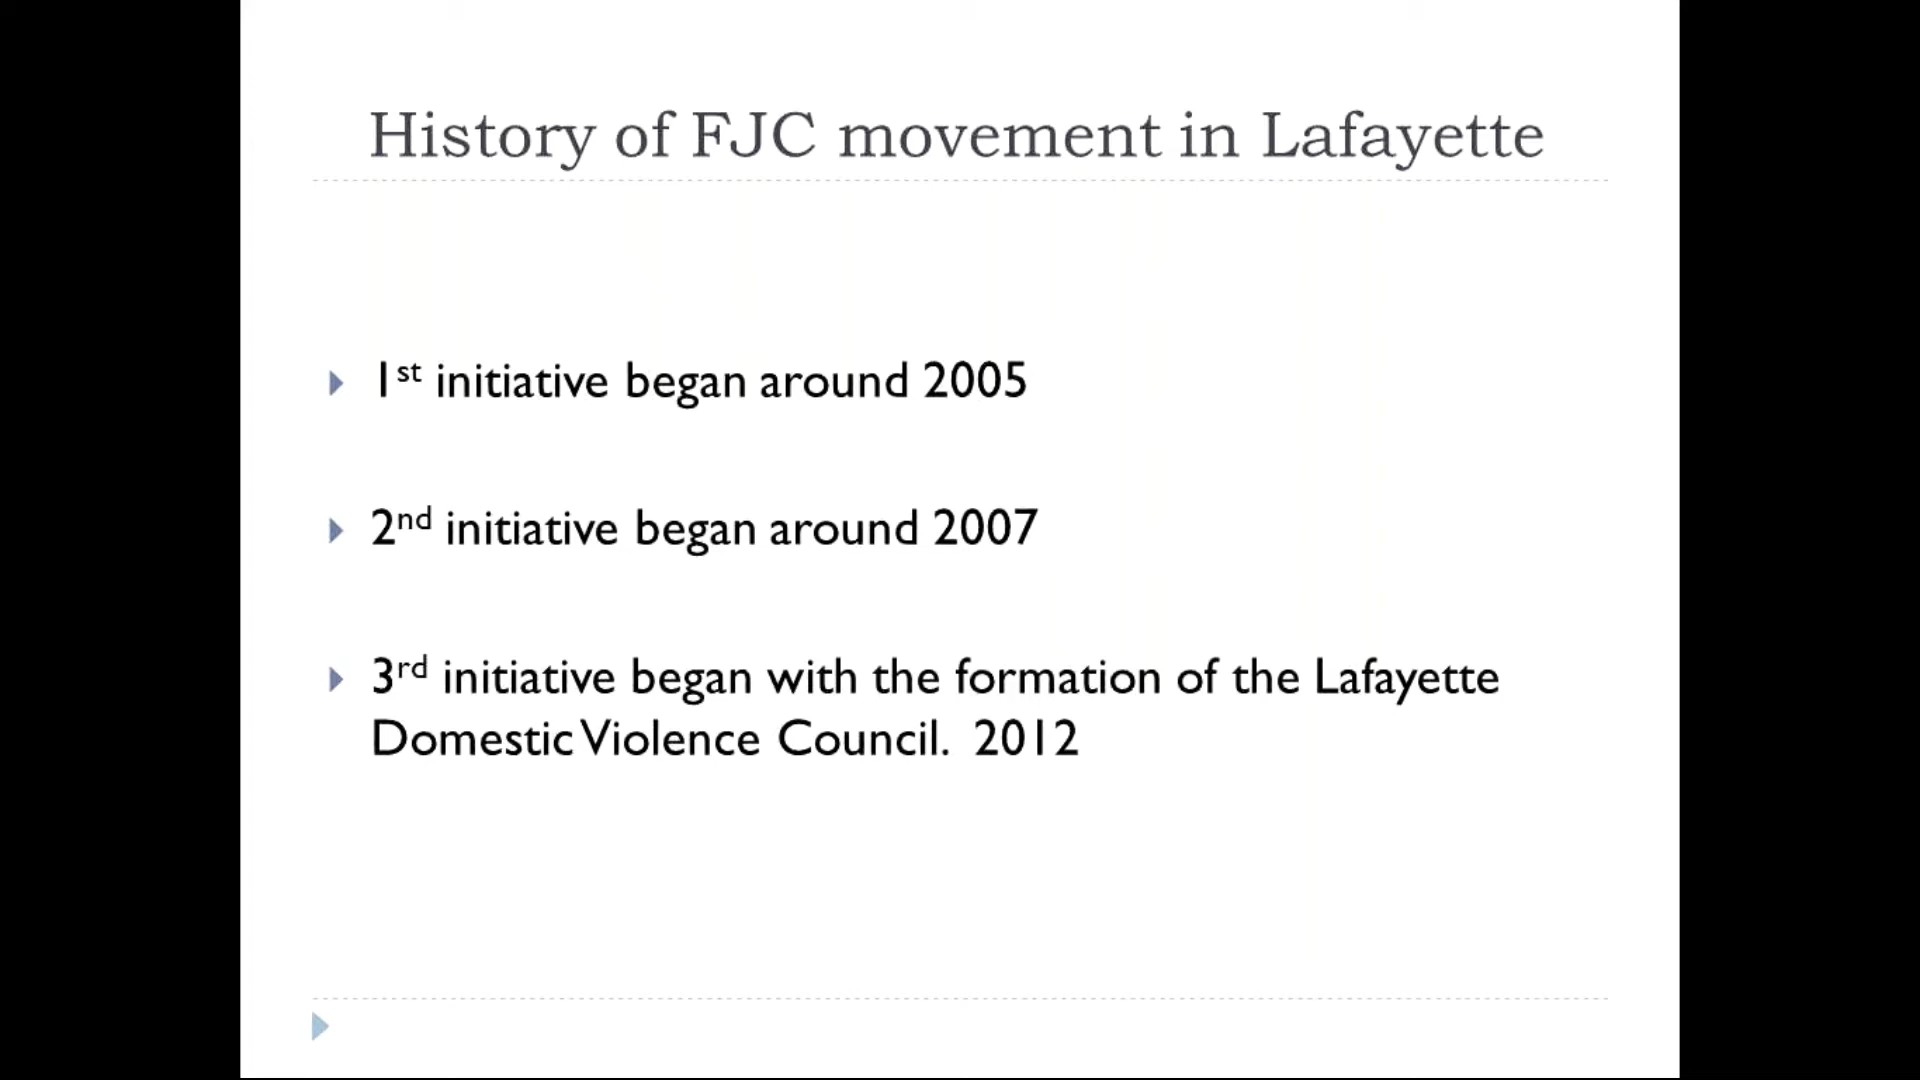 History of FJC movement in Lafayette
1st initiative began around 2005
2nd initiative began around 2007
3rd initiative began with the formation of the Lafayette
Domestic Violence Council.  2012